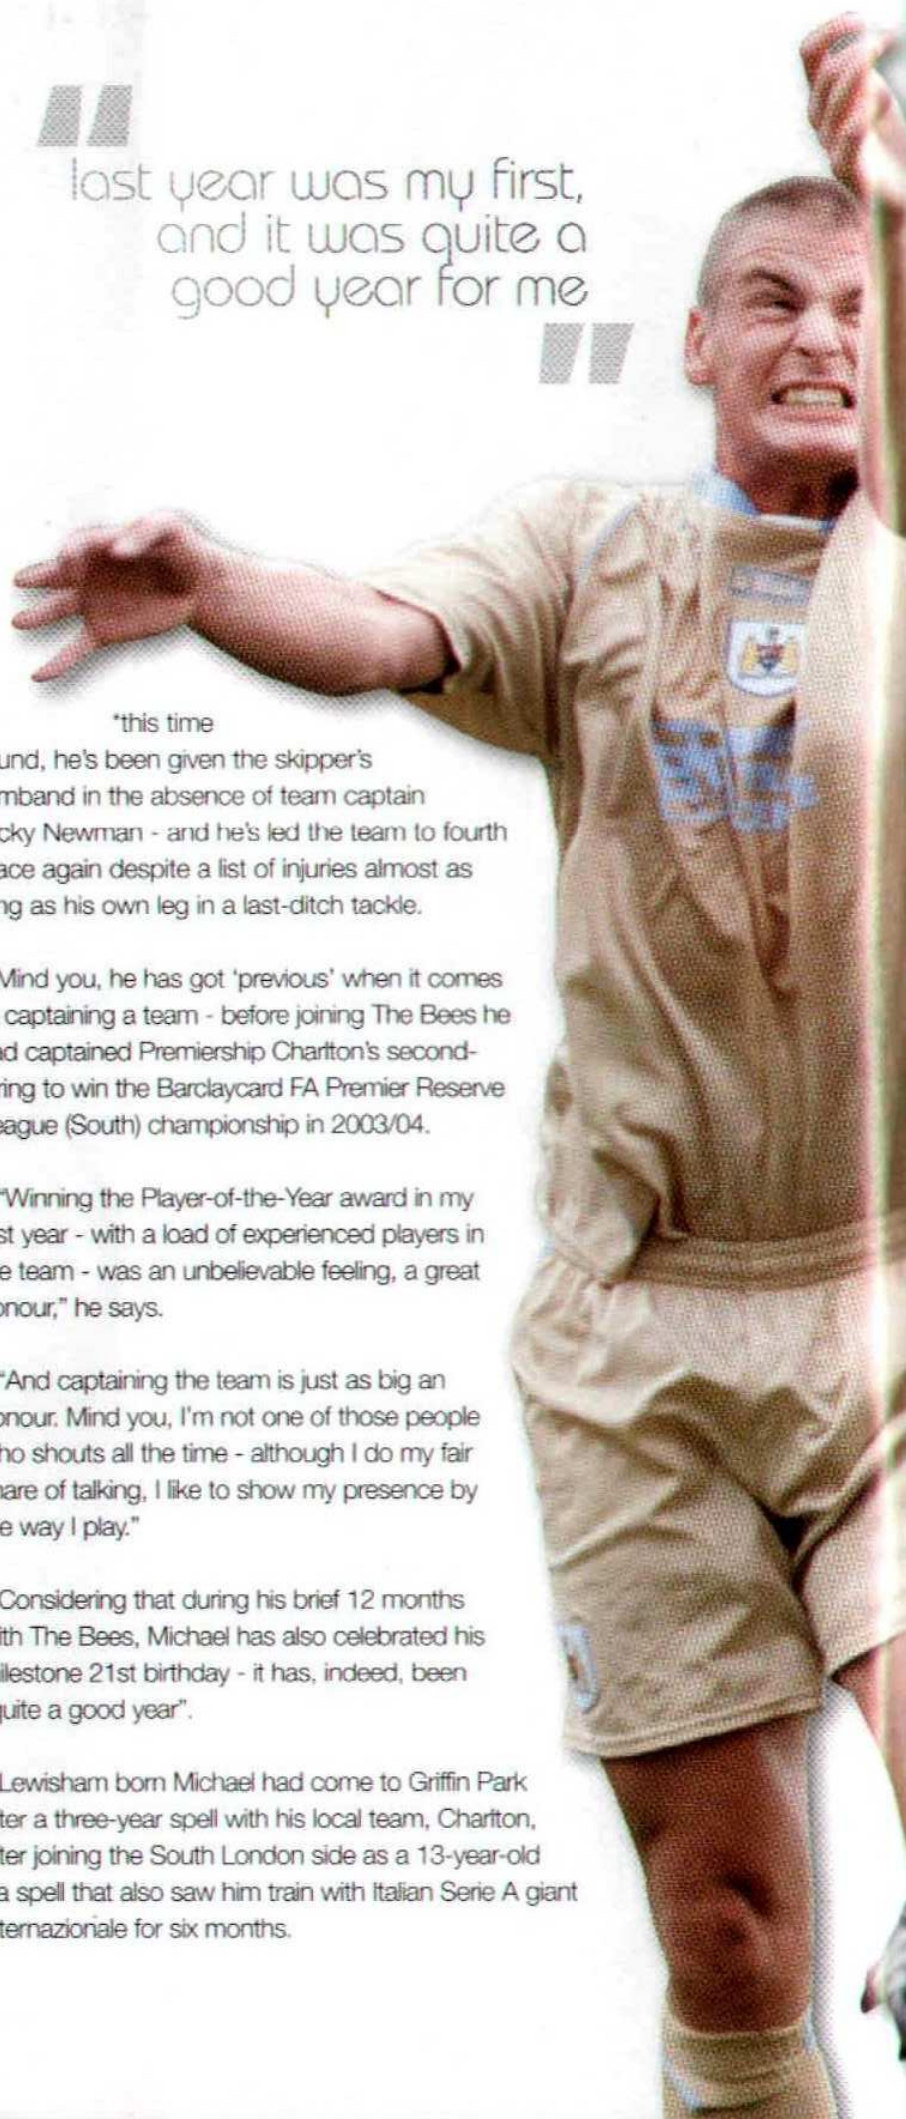 last year was my first,
and it was quite a
good year for me
"this time
und, he's been given the skipper's
mband in the absence of team captain
cky Newman - and he's led the team to fourth
ace again despite a list of injuries almost as
ng as his own leg in a last-ditch tackle.
Mind you, he has got 'previous' when it comes
captaining a team - before joining The Bees he
ad captained Premiership Charlton's second-
ring to win the Barclaycard FA Premier Reserve
eague (South) championship in 2003/04.
"Winning the Player-of-the-Year award in my
st year - with a load of experienced players in
e team - was an unbelievable feeling, a great
onour," he says.
"And captaining the team is just as big an
onour. Mind you, I'm not one of those people
ho shouts all the time - although I do my fair
hare of talking, I like to show my presence by
e way I play."
Considering that during his brief 12 months
ith The Bees, Michael has also celebrated his
ilestone 21st birthday - it has, indeed, been
quite a good year".
Lewisham born Michael had come to Griffin Park
ter a three-year spell with his local team, Charlton,
ter joining the South London side as a 13-year-old
a spell that also saw him train with Italian Serie A giant
ternazionale for six months.